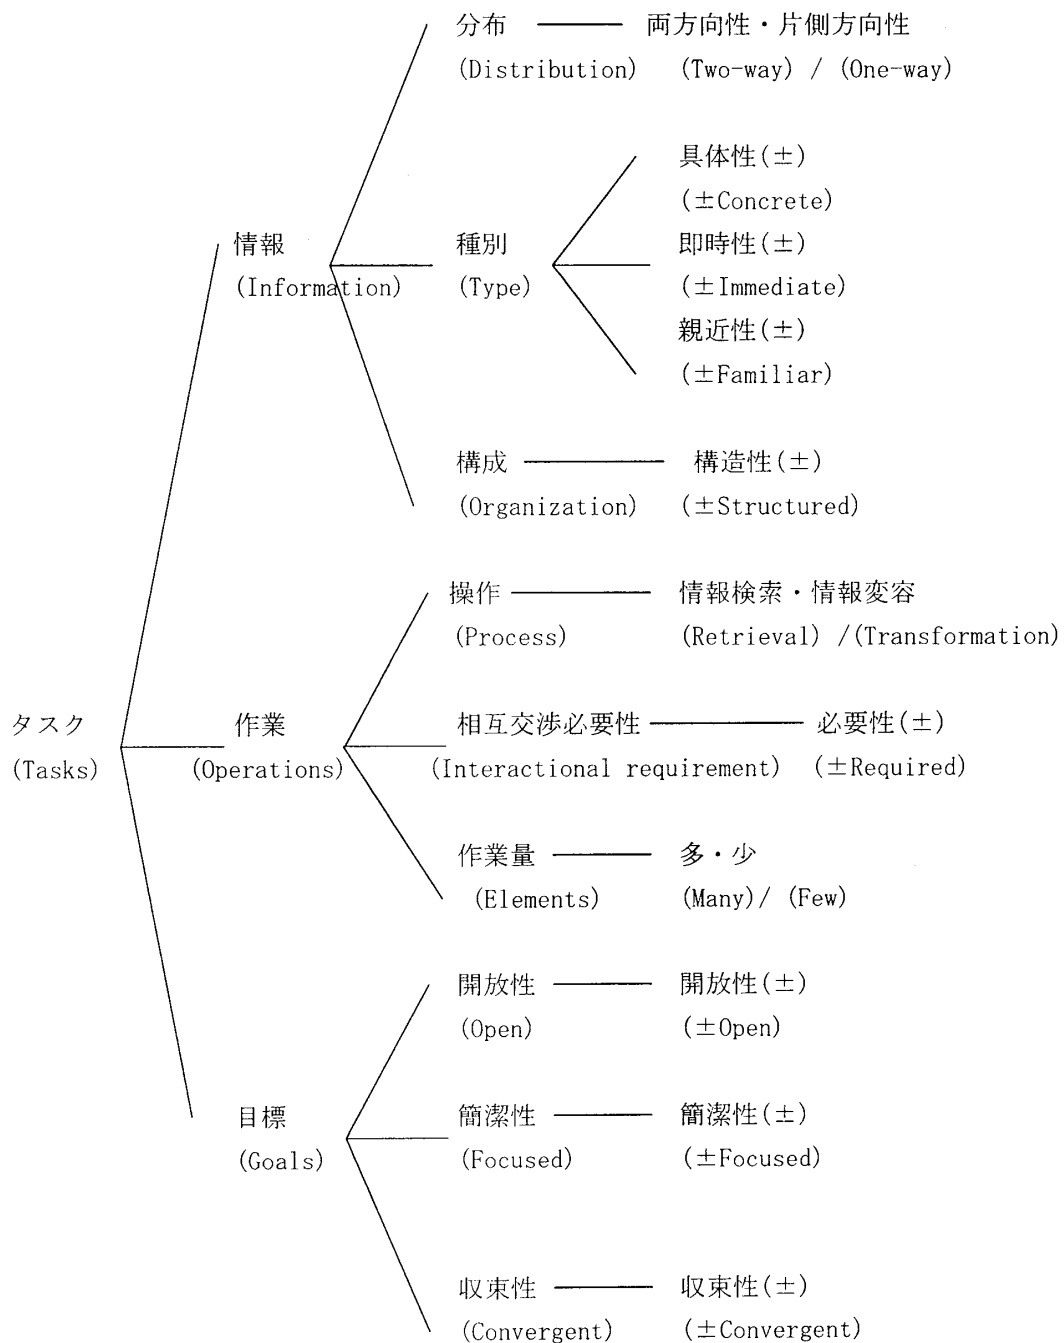 分布 両方向性・片側方向性
(Distribution) (Two-way) / (One-way)
具体性(±)
(±Concrete)
情報 種別 即時性(±)
(Information) (Type) (±Immediate)
親近性(±)
(±Familiar)
構成 構造性(±)
(Organization) (±Structured)
操作 情報検索・情報変容
(Process) (Retrieval) /(Transformation)
タスク 作業 相互交渉必要性 必要性(±)
(Tasks) (Operations) (Interactional requirement) (±Required)
作業量 多・少
(Elements) (Many)/ (Few)
開放性 開放性(±)
(Open) (±Open)
目標 簡潔性 簡潔性(±)
(Goals) (Focused) (±Focused)
収束性 収束性(±)
(Convergent) (±Convergent)